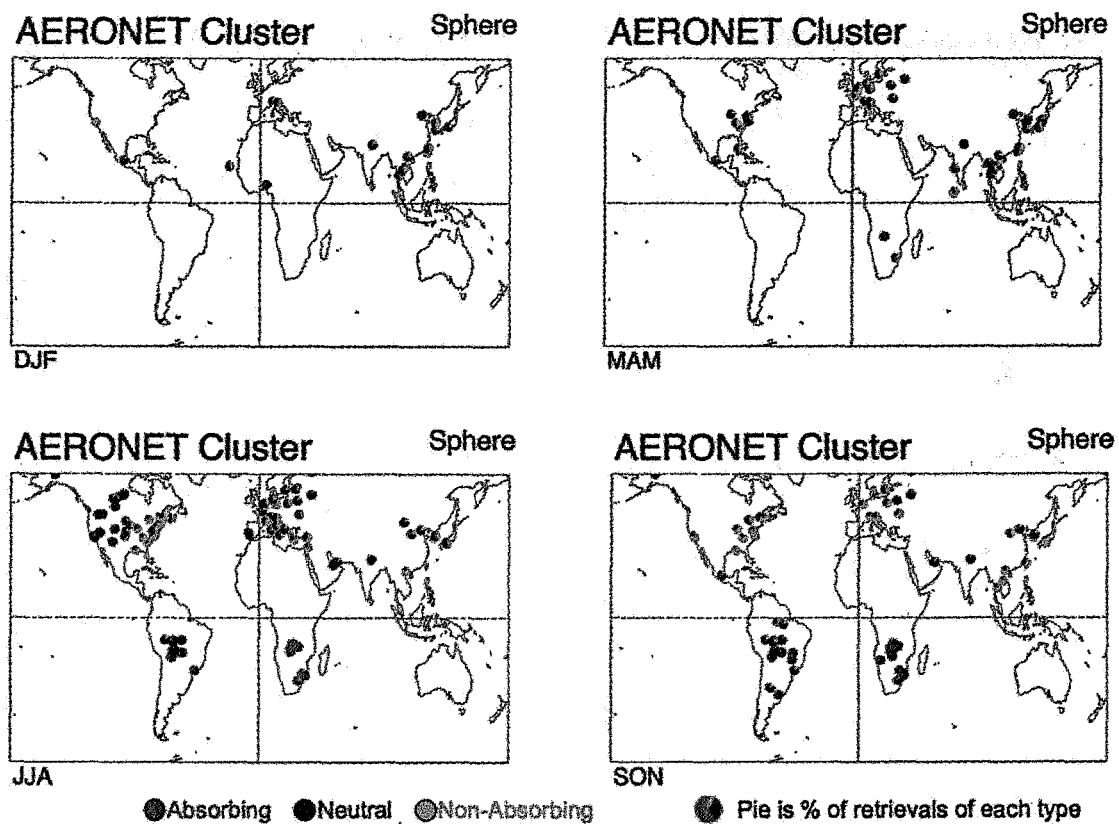 AERONET Cluster Sphere
AERONET Cluster Sphere
DJF
MAM
AERONET Cluster Sphere
AERONET Cluster Sphere
JJA
SON
Absorbing Neutral Non-Absorbing Pie is % of retrievals of each type